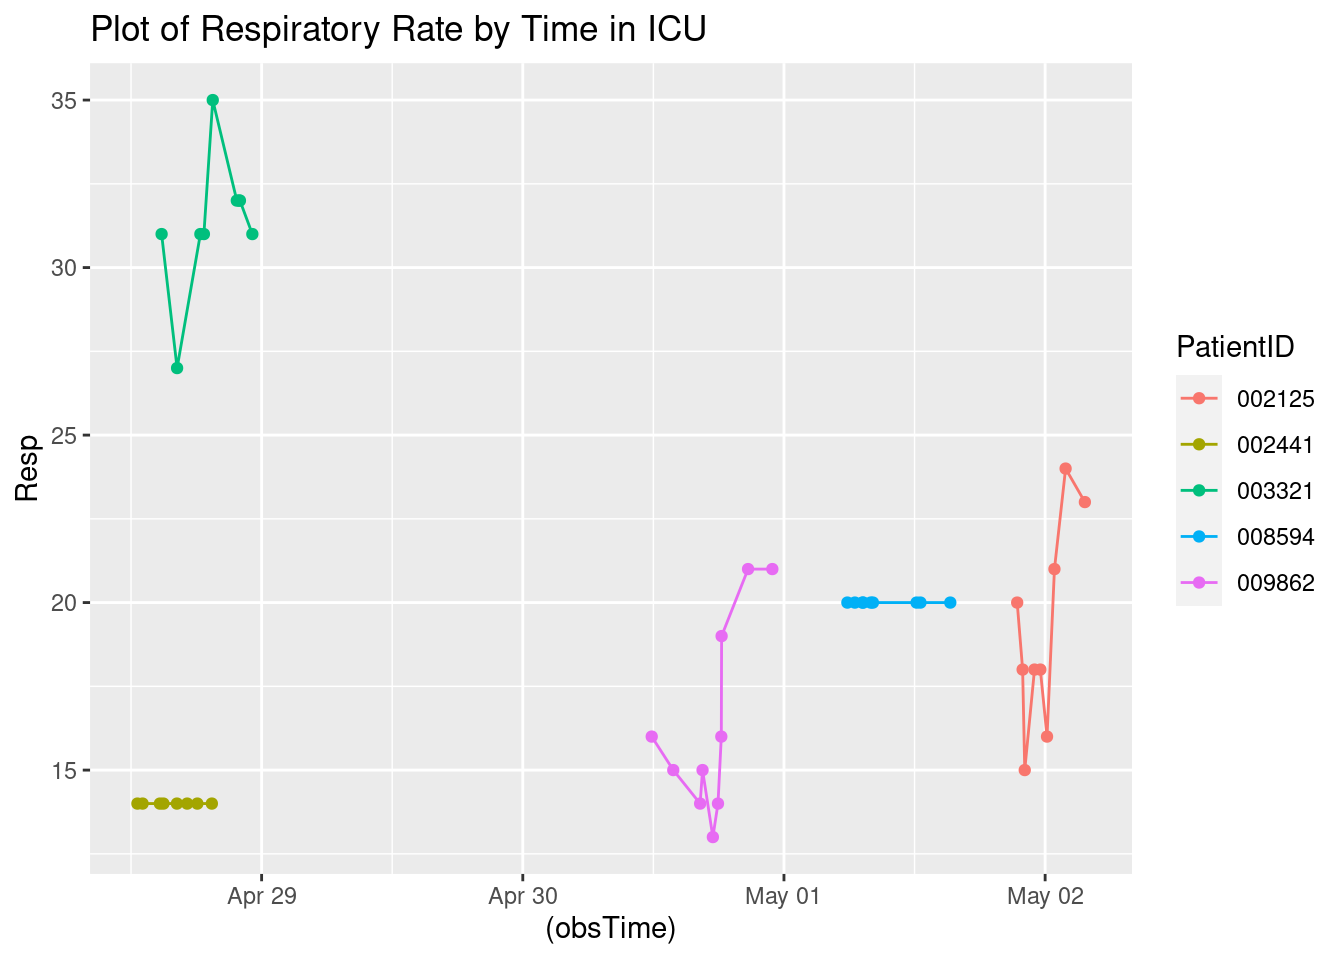 Plot of Respiratory Rate by Time in ICU
35
30
25
20
15
Resp
Apr 29
Apr 30
May 01
May 02
(obsTime)
PatientID
002125
002441
003321
008594
009862